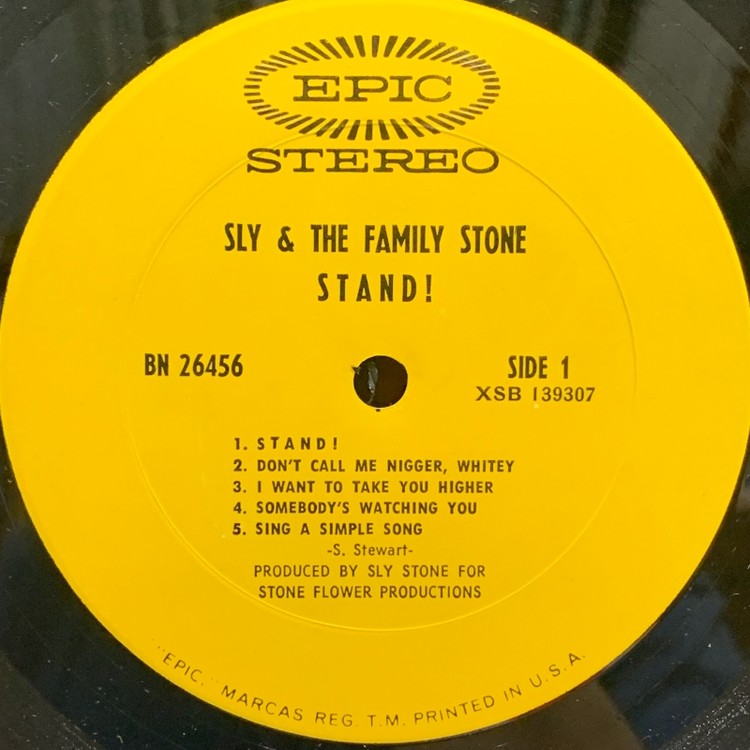 EPIC
STEREO
SLY & THE FAMILY STONE
STAND!
BN 26456
SIDE 1
XSB 139307
1. STAND!
2. DON'T CALL ME NIGGER, WHITEY
3. I WANT TO TAKE YOU HIGHER
4. SOMEBODY'S WATCHING YOU
5. SING A SIMPLE SONG
-S. Stewart-
PRODUCED BY SLY STONE FOR
STONE FLOWER PRODUCTIONS
"EPIC," MARCAS REG. T.M. PRINTED IN U.S.A.